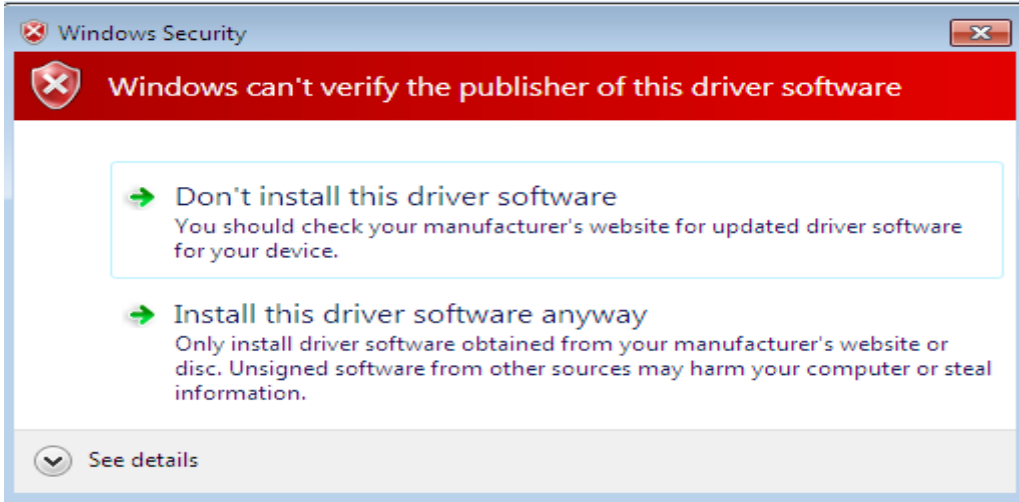 Windows Security
Windows can't verify the publisher of this driver software
Don't install this driver software
You should check your manufacturer's website for updated driver software
for your device.
Install this driver software anyway
Only install driver software obtained from your manufacturer's website or
disc. Unsigned software from other sources may harm your computer or steal
information.
See details